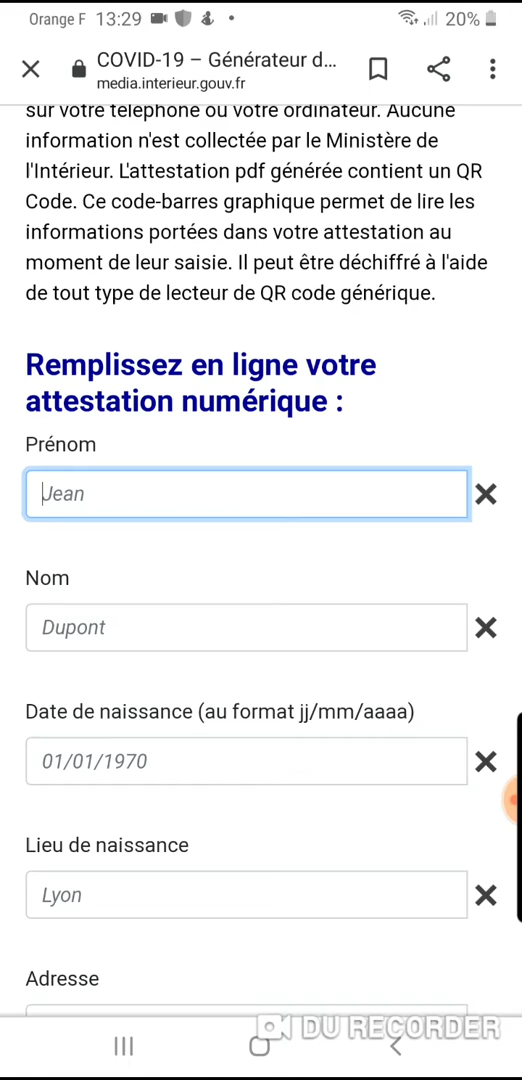 Orange F 13:29 20%
COVID-19 – Générateur d...
media.interieur.gouv.fr
sur votre téléphone ou votre ordinateur. Aucune
information n'est collectée par le Ministère de
l'Intérieur. L'attestation pdf générée contient un QR
Code. Ce code-barres graphique permet de lire les
informations portées dans votre attestation au
moment de leur saisie. Il peut être déchiffré à l'aide
de tout type de lecteur de QR code générique.
Remplissez en ligne votre
attestation numérique :
Prénom
Jean
Nom
Dupont
Date de naissance (au format jj/mm/aaaa)
01/01/1970
Lieu de naissance
Lyon
Adresse
DU RECORDER